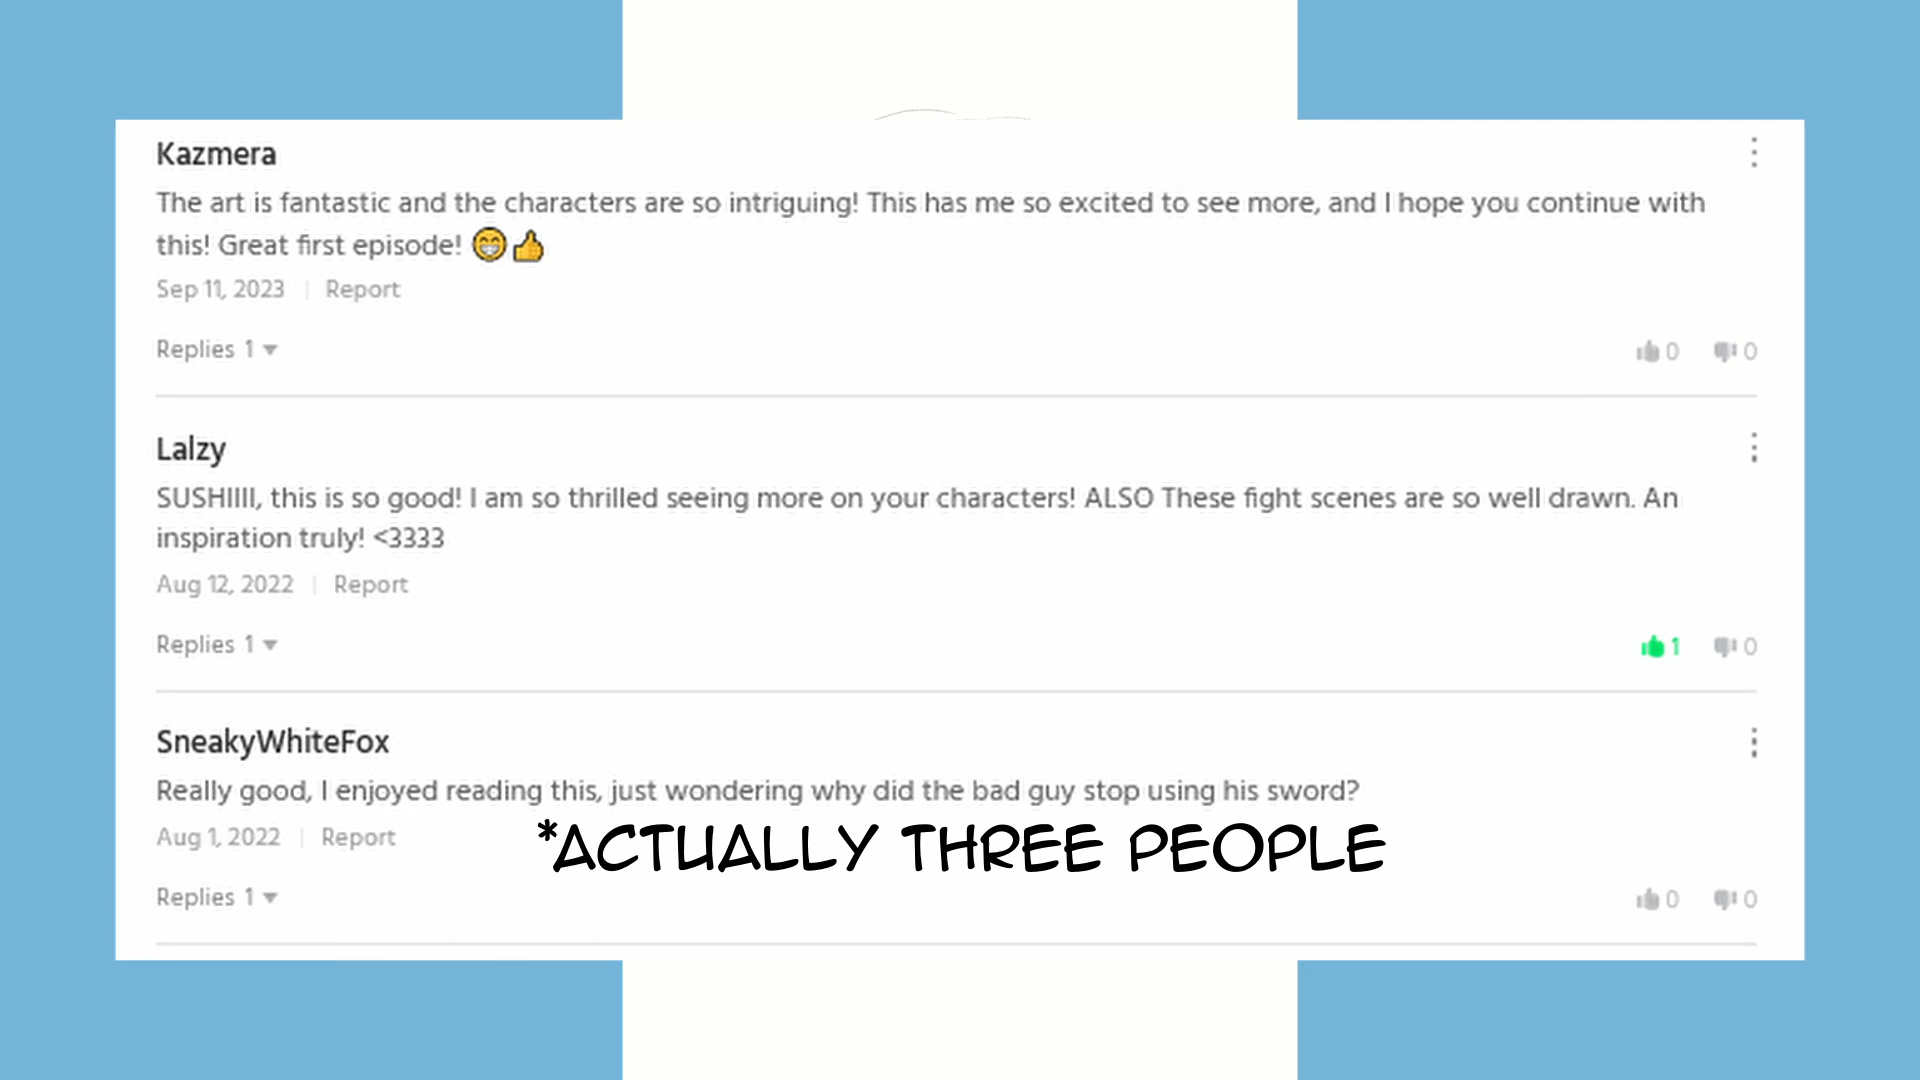 Kazmera
The art is fantastic and the characters are so intriguing! This has me so excited to see more, and I hope you continue with
this! Great first episode! 😁👍
Sep 11, 2023 | Report
Replies 1 ▾
0 0
Lalzy
SUSHIIII, this is so good! I am so thrilled seeing more on your characters! ALSO These fight scenes are so well drawn. An
inspiration truly! <3333
Aug 12, 2022 | Report
Replies 1 ▾
1 0
SneakyWhiteFox
Really good, I enjoyed reading this, just wondering why did the bad guy stop using his sword?
Aug 1, 2022 | Report
*ACTUALLY THREE PEOPLE
Replies 1 ▾
0 0